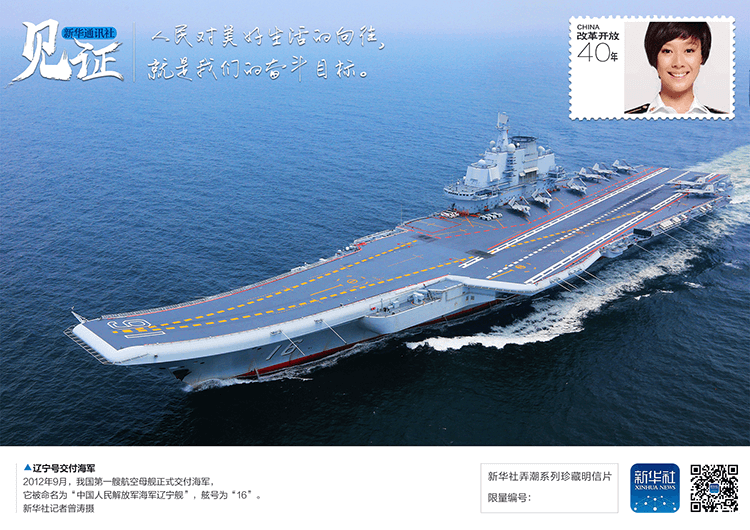 新华通讯社
见证
人民对美好生活的向往，
就是我们的奋斗目标。
CHINA
改革开放
40年
16
16
▲辽宁号交付海军
2012年9月，我国第一艘航空母舰正式交付海军，
它被命名为“中国人民解放军海军辽宁舰”，舷号为“16”。
新华社记者曾涛摄
新华社弄潮系列珍藏明信片
限量编号：
新华社
XINHUA NEWS